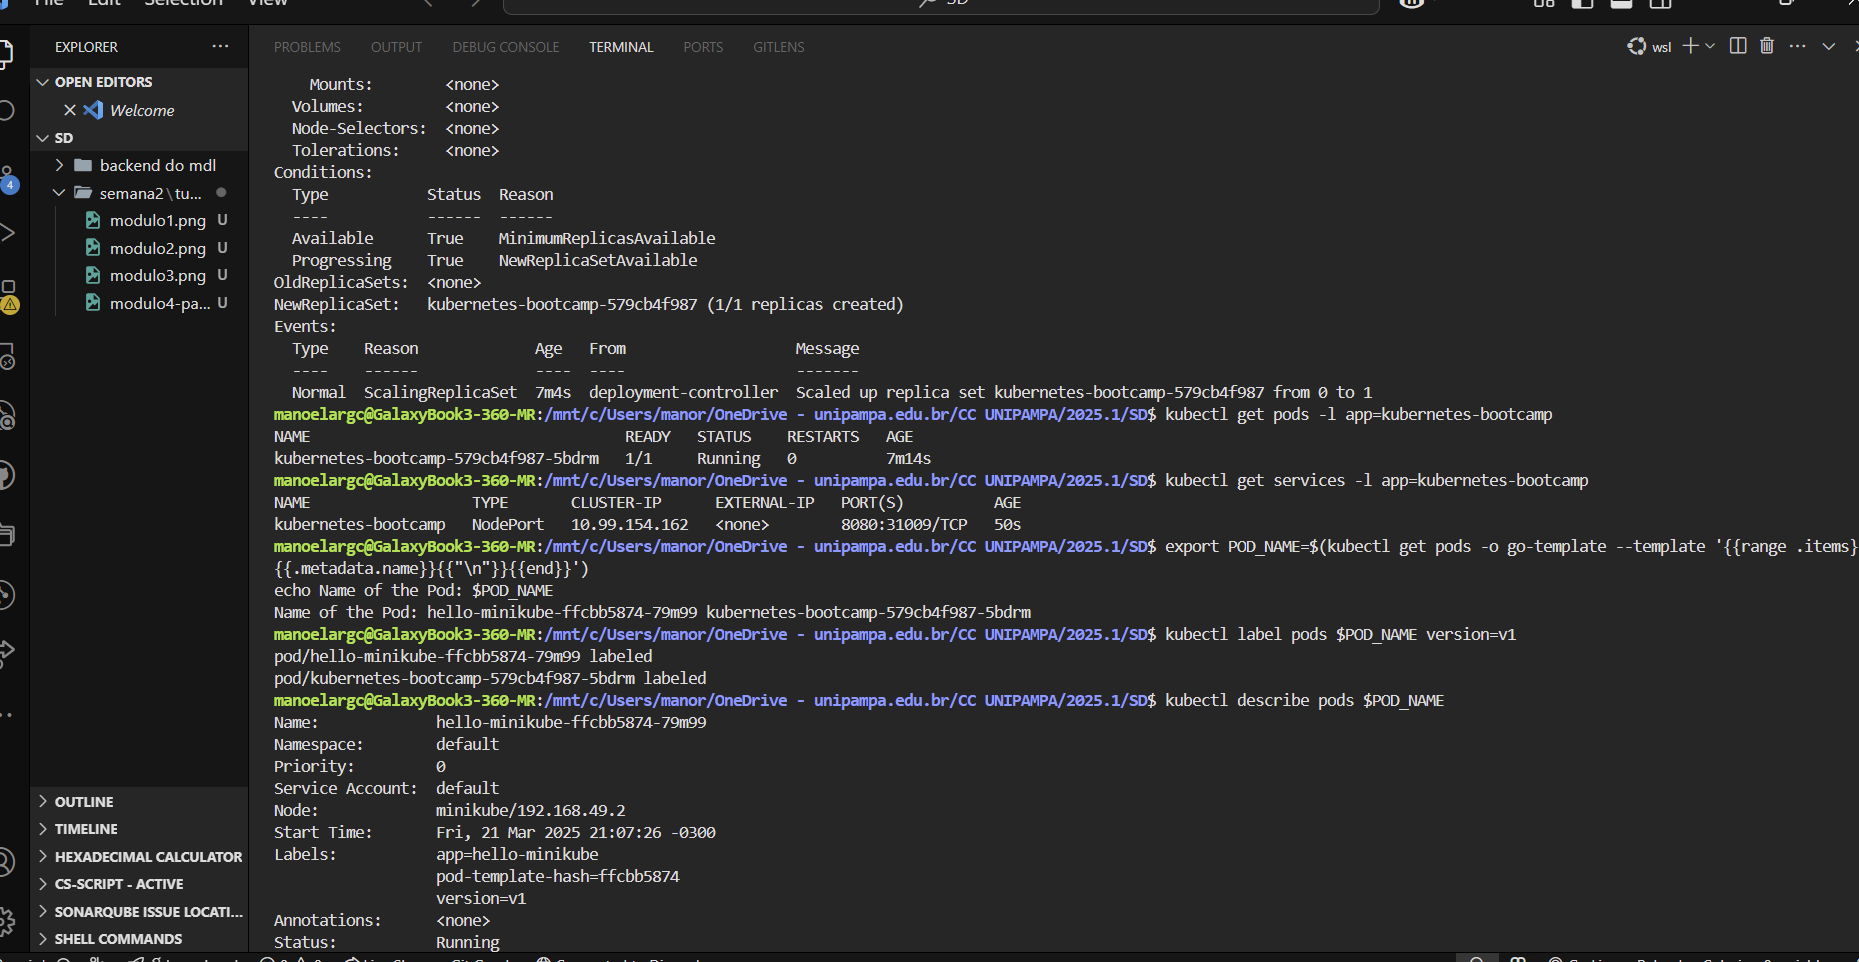 File Edit Selection View
SD
EXPLORER ...
OPEN EDITORS
Welcome
SD
backend do mdl
semana2\tu...
modulo1.png U
modulo2.png U
modulo3.png U
modulo4-pa... U
4
OUTLINE
TIMELINE
HEXADECIMAL CALCULATOR
CS-SCRIPT - ACTIVE
SONARQUBE ISSUE LOCATI...
SHELL COMMANDS
PROBLEMS OUTPUT DEBUG CONSOLE TERMINAL PORTS GITLENS
wsl
Mounts: <none>
Volumes: <none>
Node-Selectors: <none>
Tolerations: <none>
Conditions:
Type Status Reason
---- ------ ------
Available True MinimumReplicasAvailable
Progressing True NewReplicaSetAvailable
OldReplicaSets: <none>
NewReplicaSet: kubernetes-bootcamp-579cb4f987 (1/1 replicas created)
Events:
Type Reason Age From Message
---- ------ ---- ---- -------
Normal ScalingReplicaSet 7m4s deployment-controller Scaled up replica set kubernetes-bootcamp-579cb4f987 from 0 to 1
manoelargc@GalaxyBook3-360-MR:/mnt/c/Users/manor/OneDrive - unipampa.edu.br/CC UNIPAMPA/2025.1/SD$ kubectl get pods -l app=kubernetes-bootcamp
NAME READY STATUS RESTARTS AGE
kubernetes-bootcamp-579cb4f987-5bdrm 1/1 Running 0 7m14s
manoelargc@GalaxyBook3-360-MR:/mnt/c/Users/manor/OneDrive - unipampa.edu.br/CC UNIPAMPA/2025.1/SD$ kubectl get services -l app=kubernetes-bootcamp
NAME TYPE CLUSTER-IP EXTERNAL-IP PORT(S) AGE
kubernetes-bootcamp NodePort 10.99.154.162 <none> 8080:31009/TCP 50s
manoelargc@GalaxyBook3-360-MR:/mnt/c/Users/manor/OneDrive - unipampa.edu.br/CC UNIPAMPA/2025.1/SD$ export POD_NAME=$(kubectl get pods -o go-template --template '{{range .items}
{{.metadata.name}}{{"\n"}}{{end}}')
echo Name of the Pod: $POD_NAME
Name of the Pod: hello-minikube-ffcbb5874-79m99 kubernetes-bootcamp-579cb4f987-5bdrm
manoelargc@GalaxyBook3-360-MR:/mnt/c/Users/manor/OneDrive - unipampa.edu.br/CC UNIPAMPA/2025.1/SD$ kubectl label pods $POD_NAME version=v1
pod/hello-minikube-ffcbb5874-79m99 labeled
pod/kubernetes-bootcamp-579cb4f987-5bdrm labeled
manoelargc@GalaxyBook3-360-MR:/mnt/c/Users/manor/OneDrive - unipampa.edu.br/CC UNIPAMPA/2025.1/SD$ kubectl describe pods $POD_NAME
Name: hello-minikube-ffcbb5874-79m99
Namespace: default
Priority: 0
Service Account: default
Node: minikube/192.168.49.2
Start Time: Fri, 21 Mar 2025 21:07:26 -0300
Labels: app=hello-minikube
pod-template-hash=ffcbb5874
version=v1
Annotations: <none>
Status: Running